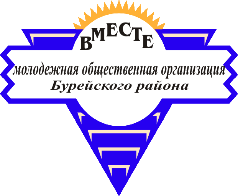 ВМЕСТЕ
молодежная общественная организация
Бурейского района